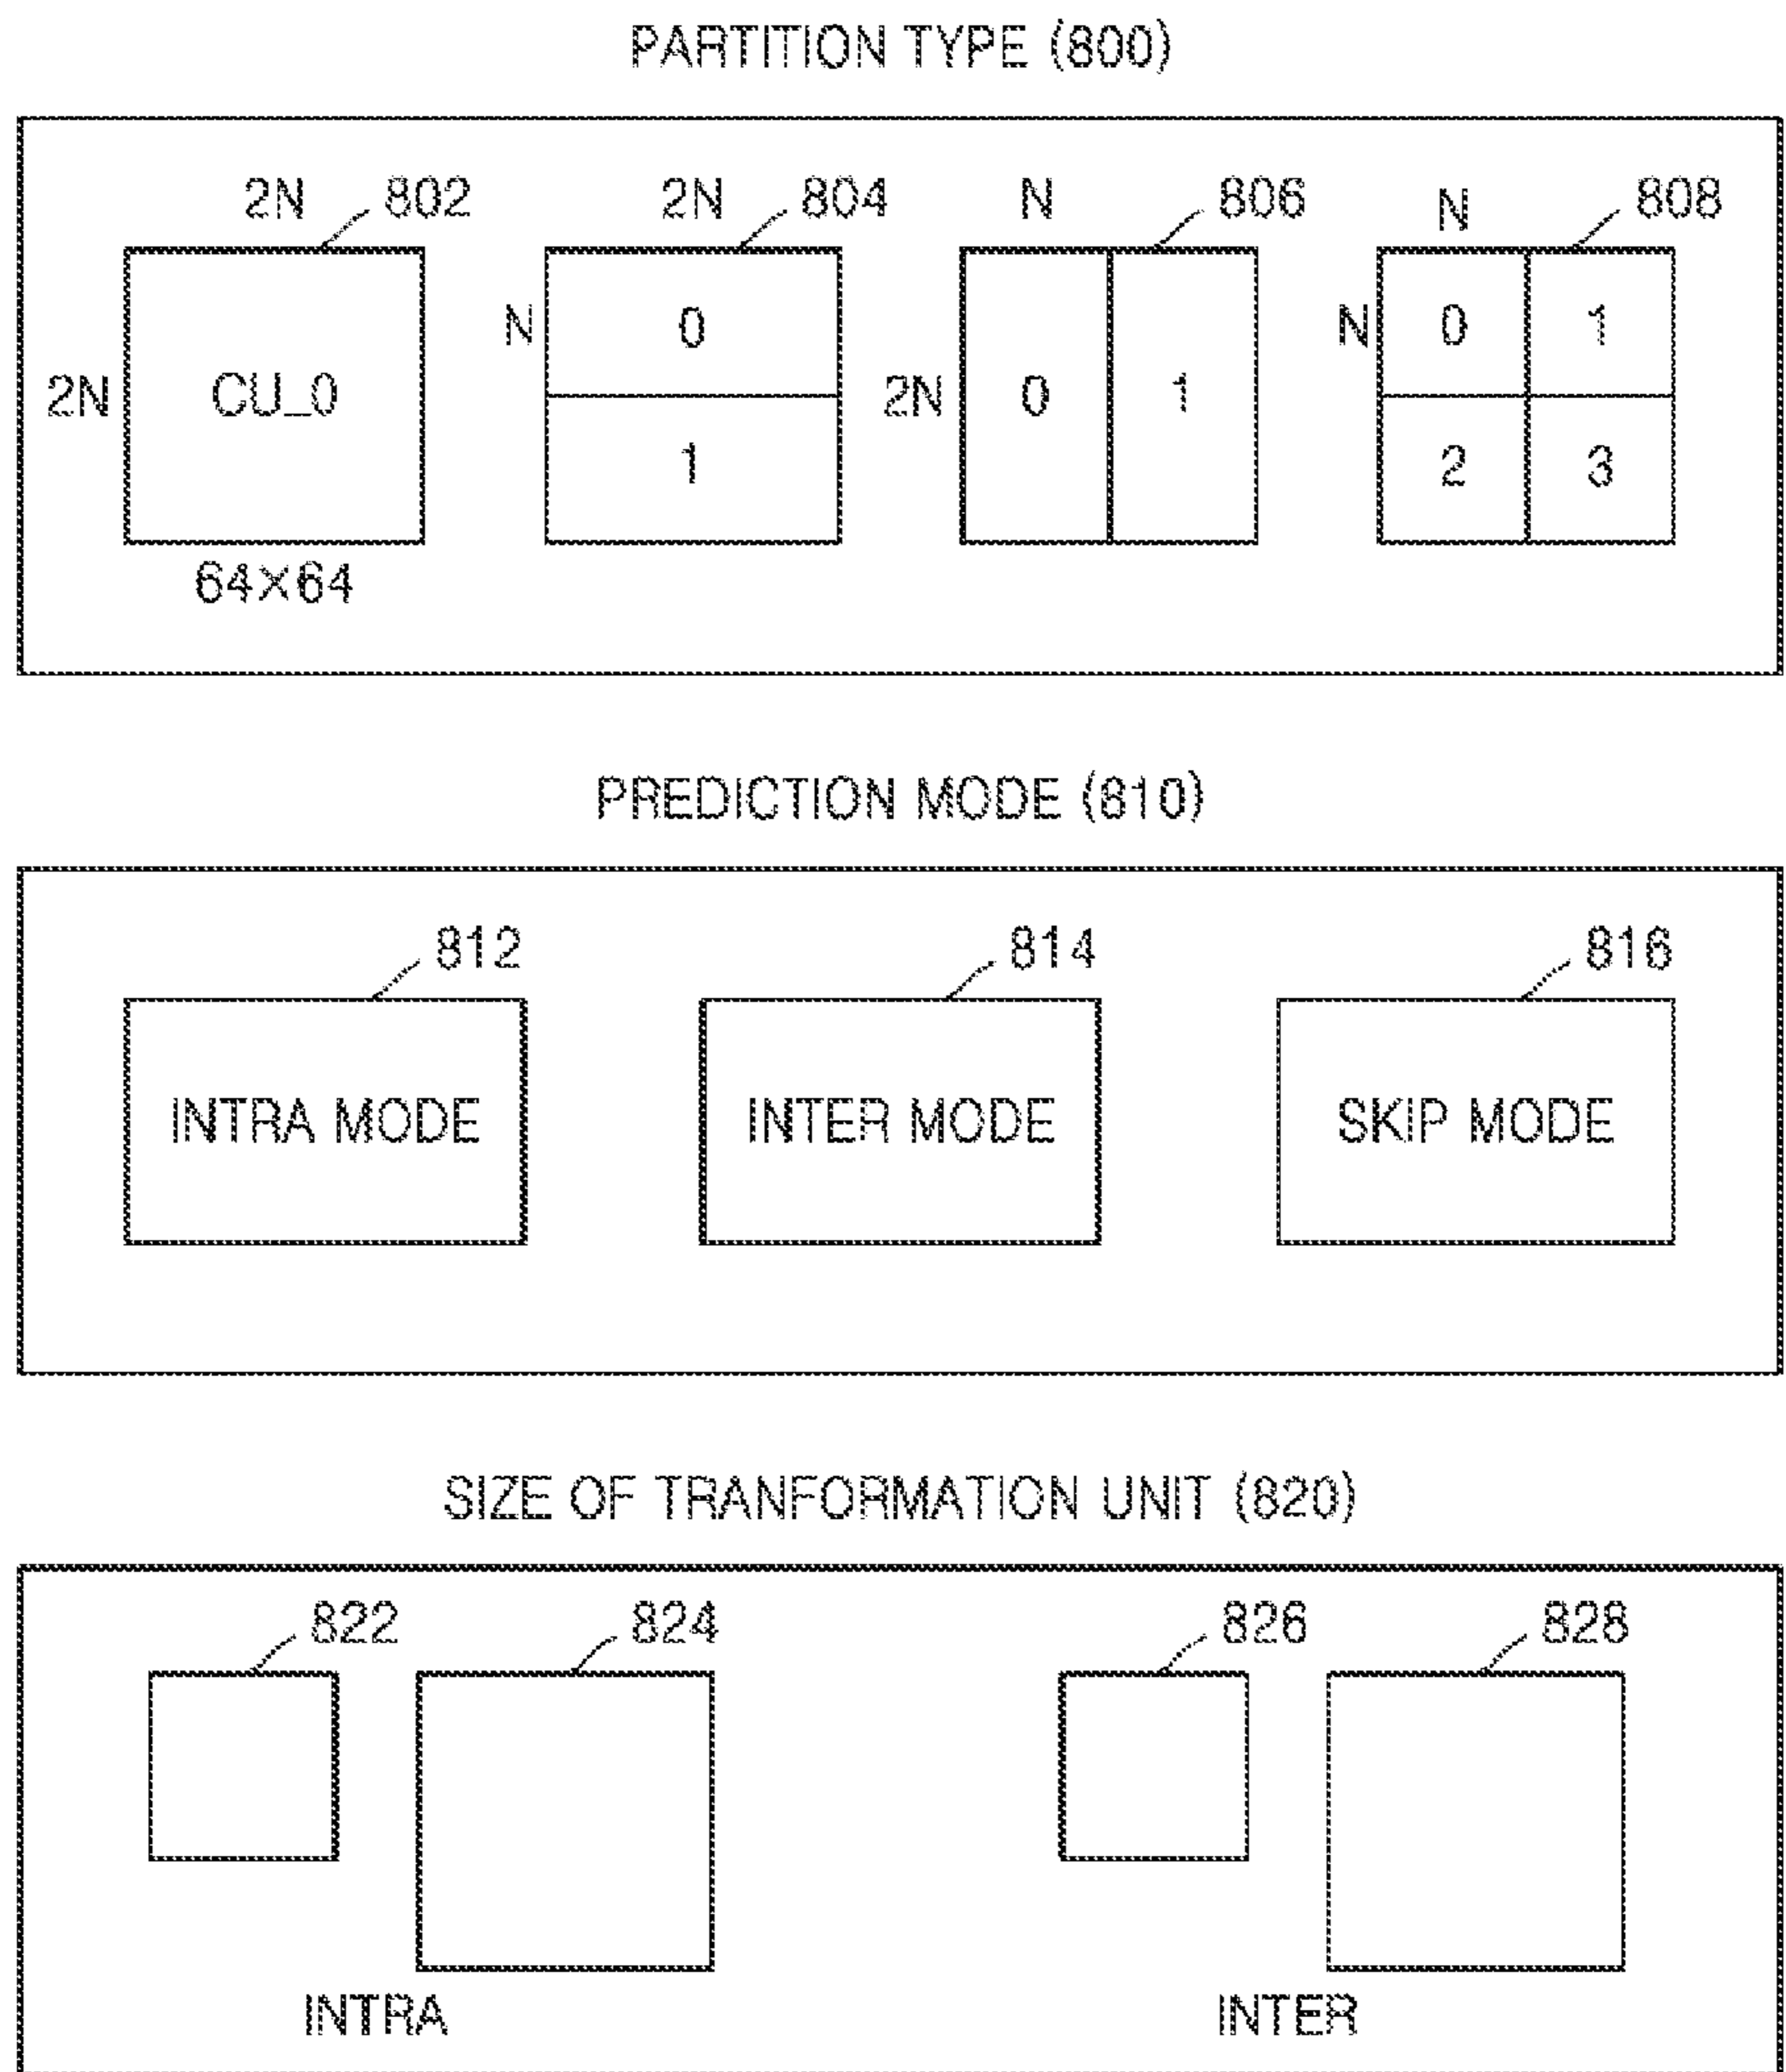 PARTITION TYPE (800)
2N 802 2N 804 N 806 N 808
N 0 N 0 1
2N CU_0 2N 0 1
1 2 3
64×64
PREDICTION MODE (810)
812 814 816
INTRA MODE INTER MODE SKIP MODE
SIZE OF TRANFORMATION UNIT (820)
822 824 826 828
INTRA INTER